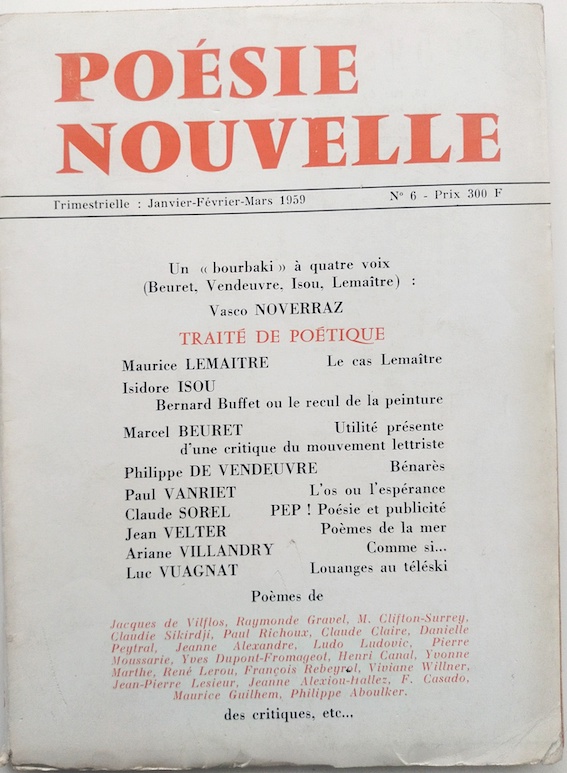 POÉSIE
NOUVELLE
Trimestrielle : Janvier-Février-Mars 1959 N° 6 - Prix 300 F
Un « bourbaki » à quatre voix
(Beuret, Vendeuvre, Isou, Lemaître) :
Vasco NOVERRAZ
TRAITÉ DE POÉTIQUE
Maurice LEMAITRE Le cas Lemaître
Isidore ISOU
Bernard Buffet ou le recul de la peinture
Marcel BEURET Utilité présente
d'une critique du mouvement lettriste
Philippe DE VENDEUVRE Bénarès
Paul VANRIET L'os ou l'espérance
Claude SOREL PEP ! Poésie et publicité
Jean VELTER Poèmes de la mer
Ariane VILLANDRY Comme si...
Luc VUAGNAT Louanges au téléski
Poèmes de
Jacques de Vilflos, Raymonde Gravel, M. Clifton-Surrey,
Claudie Sikirdji, Paul Richoux, Claude Claire, Danielle
Peytral, Jeanne Alexandre, Ludo Ludovic, Pierre
Moussarie, Yves Dupont-Fromageot, Henri Canal, Yvonne
Marthe, René Lerou, François Rebeyrol, Viviane Willner,
Jean-Pierre Lesieur, Jeanne Alexiou-Hallez, F. Casado,
Maurice Guilhem, Philippe Aboulker.
des critiques, etc...